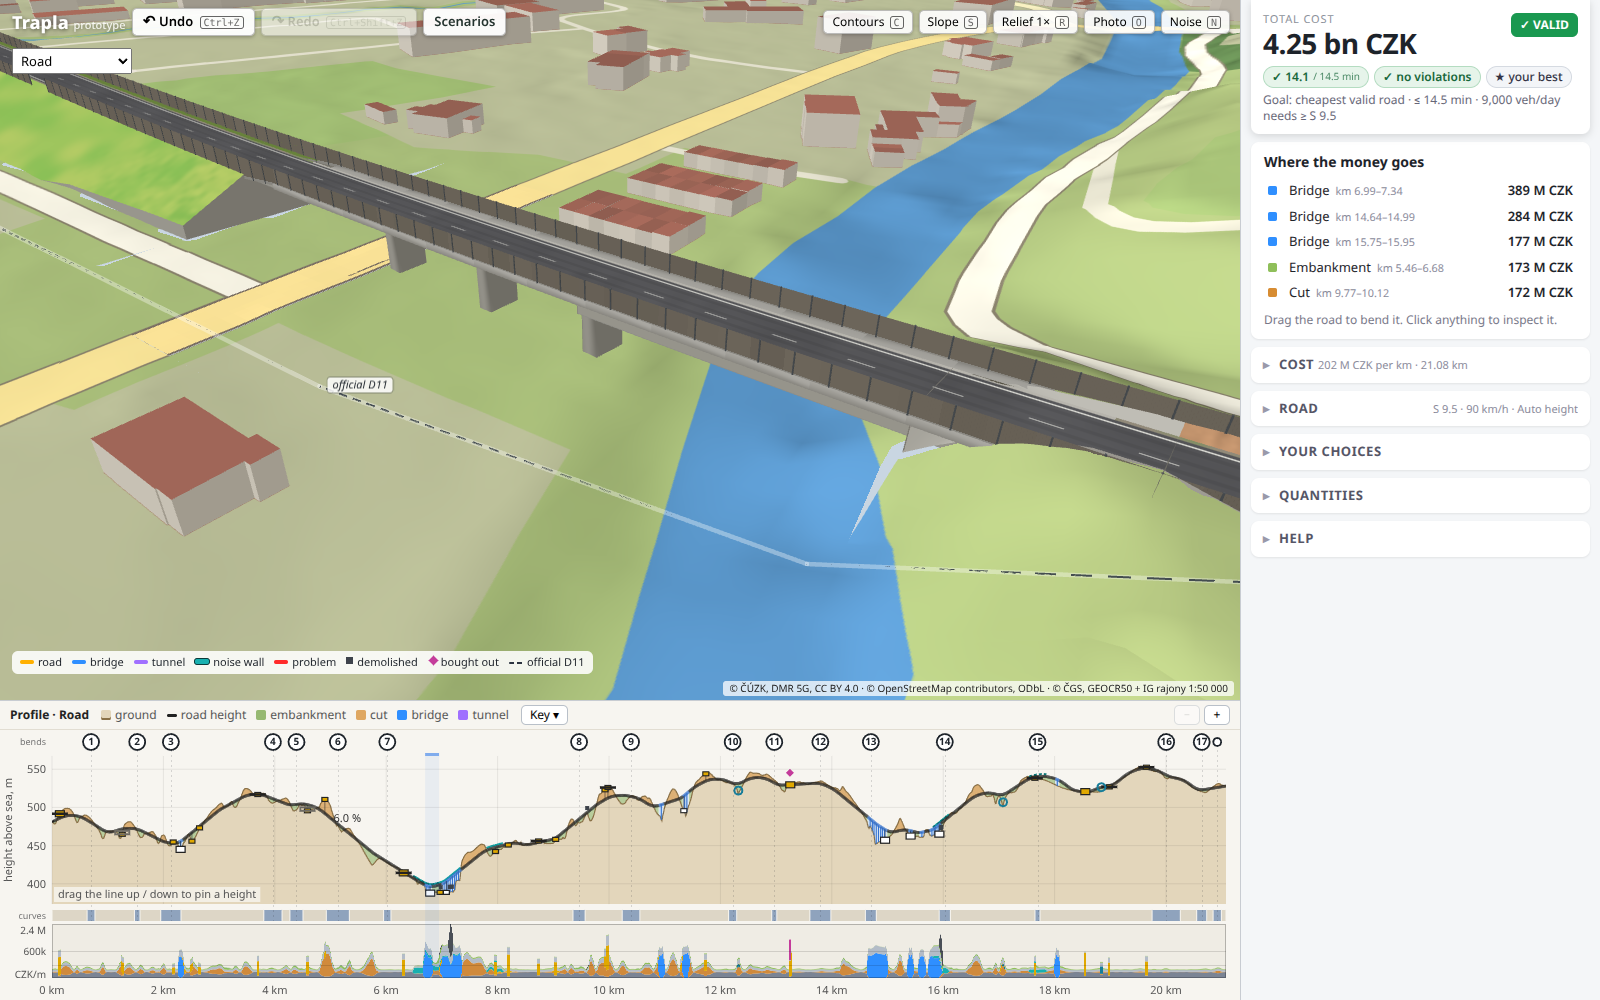 Trapla prototype
↶ Undo Ctrl+Z
↷ Redo Ctrl+Shift+Z
Scenarios
Contours C
Slope S
Relief 1× R
Photo O
Noise N
Road
official D11
road
bridge
tunnel
noise wall
problem
demolished
bought out
official D11
© ČÚZK, DMR 5G, CC BY 4.0 · © OpenStreetMap contributors, ODbL · © ČGS, GEOCR50 + IG rajony 1:50 000
TOTAL COST
4.25 bn CZK
✓ VALID
✓ 14.1 / 14.5 min
✓ no violations
★ your best
Goal: cheapest valid road · ≤ 14.5 min · 9,000 veh/day
needs ≥ S 9.5
Where the money goes
Bridge km 6.99–7.34 389 M CZK
Bridge km 14.64–14.99 284 M CZK
Bridge km 15.75–15.95 177 M CZK
Embankment km 5.46–6.68 173 M CZK
Cut km 9.77–10.12 172 M CZK
Drag the road to bend it. Click anything to inspect it.
▶ COST 202 M CZK per km · 21.08 km
▶ ROAD S 9.5 · 90 km/h · Auto height
▶ YOUR CHOICES
▶ QUANTITIES
▶ HELP
Profile · Road
ground
road height
embankment
cut
bridge
tunnel
Key ▾
−
+
bends
1 2 3 4 5 6 7 8 9 10 11 12 13 14 15 16 17
height above sea, m
550
500
450
400
6.0 %
drag the line up / down to pin a height
curves
2.4 M
600k
CZK/m
0 km 2 km 4 km 6 km 8 km 10 km 12 km 14 km 16 km 18 km 20 km